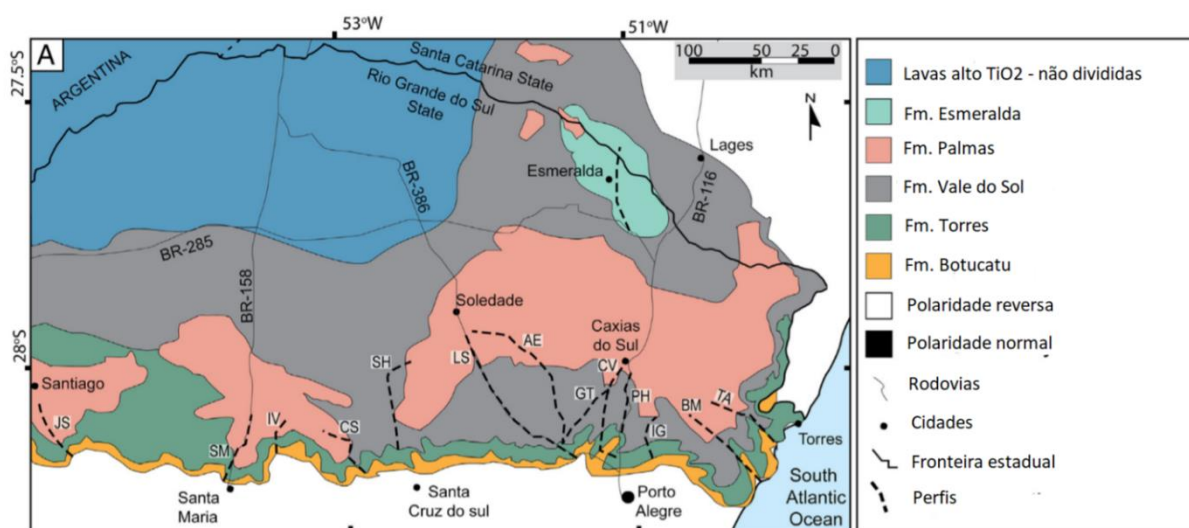 53°W
51°W
A
27.5°S
28°S
ARGENTINA
Santa Catarina State
Rio Grande do Sul
State
100 50 25 0
km
N
Lages
Esmeralda
BR-386
BR-116
BR-285
BR-158
Soledade
Caxias
do Sul
Santiago
JS
SM
IV
CS
SH
LS
AE
GT
CV
PH
IG
BM
TA
Torres
Santa
Maria
Santa
Cruz do sul
Porto
Alegre
South
Atlantic
Ocean
Lavas alto TiO2 - não divididas
Fm. Esmeralda
Fm. Palmas
Fm. Vale do Sol
Fm. Torres
Fm. Botucatu
Polaridade reversa
Polaridade normal
Rodovias
Cidades
Fronteira estadual
Perfis